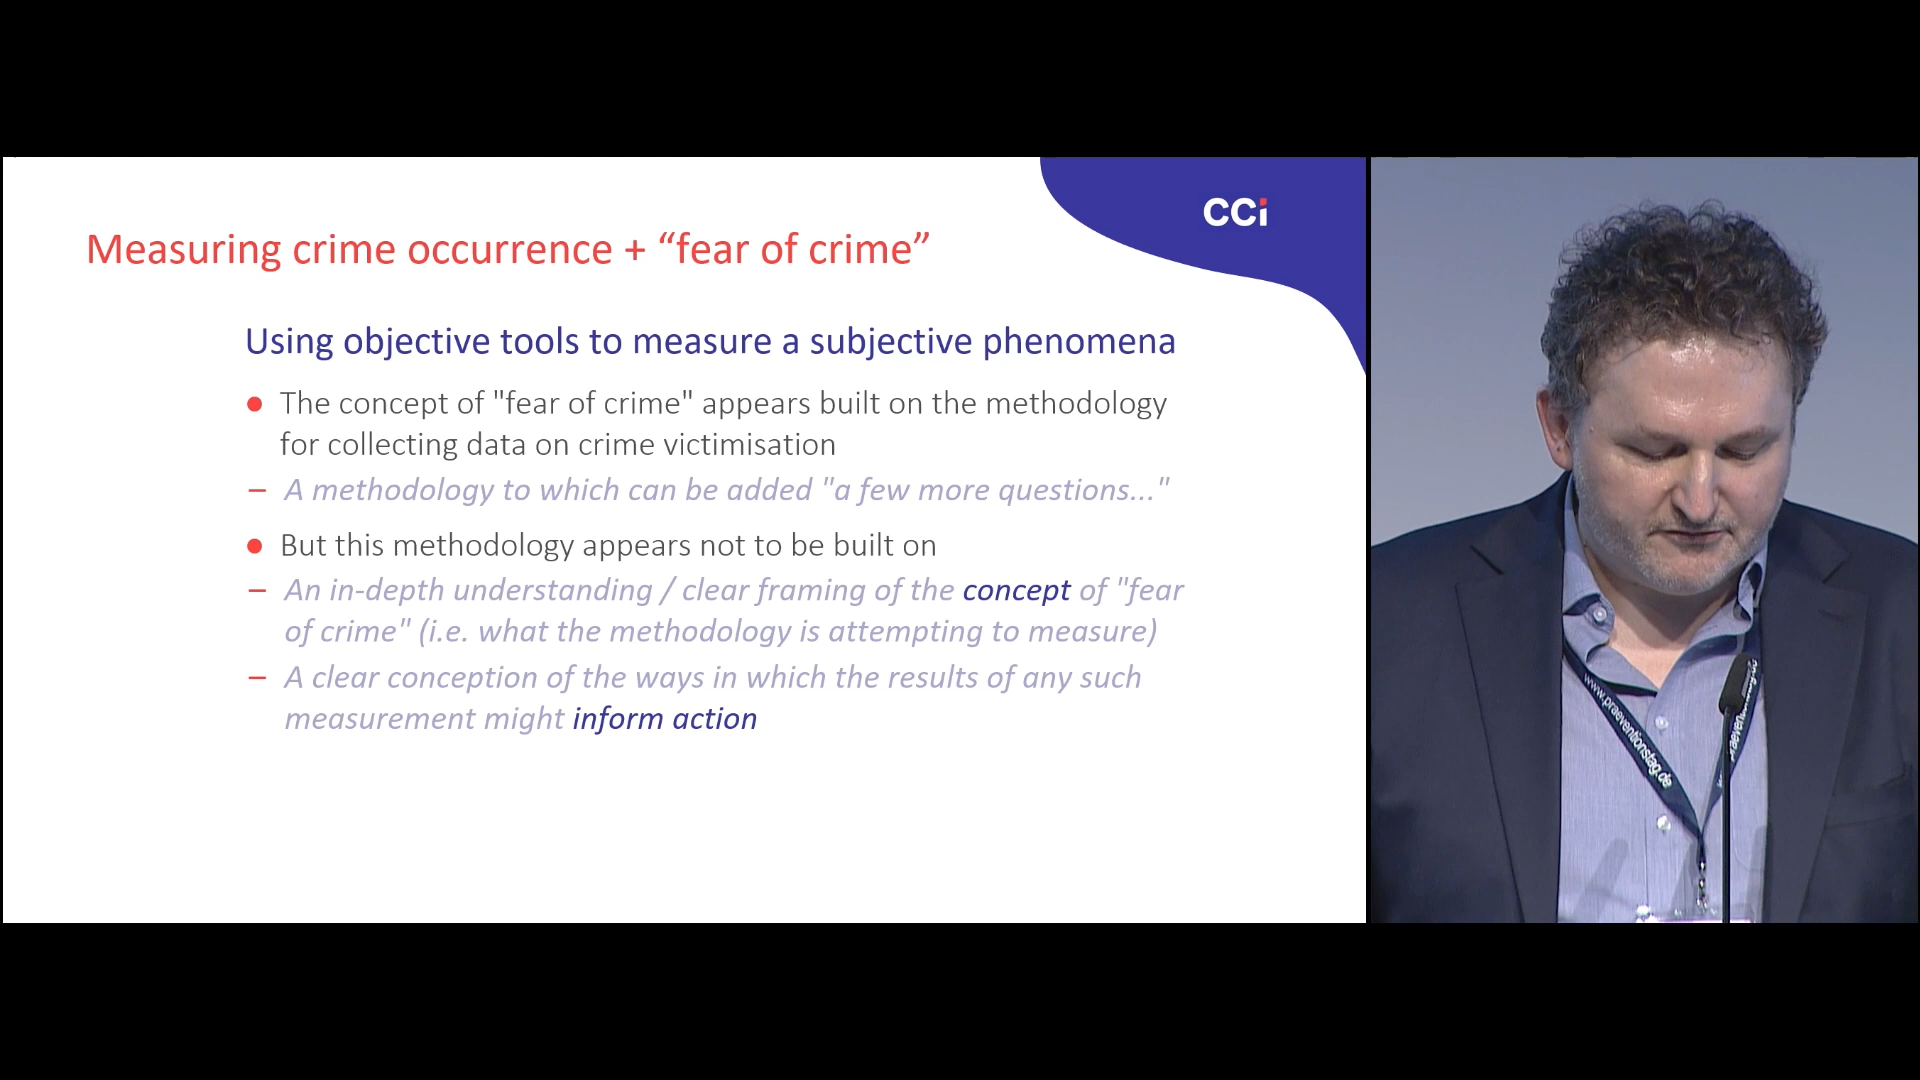 CCi
Measuring crime occurrence + “fear of crime”
Using objective tools to measure a subjective phenomena
● The concept of "fear of crime" appears built on the methodology
for collecting data on crime victimisation
– A methodology to which can be added "a few more questions..."
● But this methodology appears not to be built on
– An in-depth understanding / clear framing of the concept of "fear
of crime" (i.e. what the methodology is attempting to measure)
– A clear conception of the ways in which the results of any such
measurement might inform action
www.praeventionstag.de